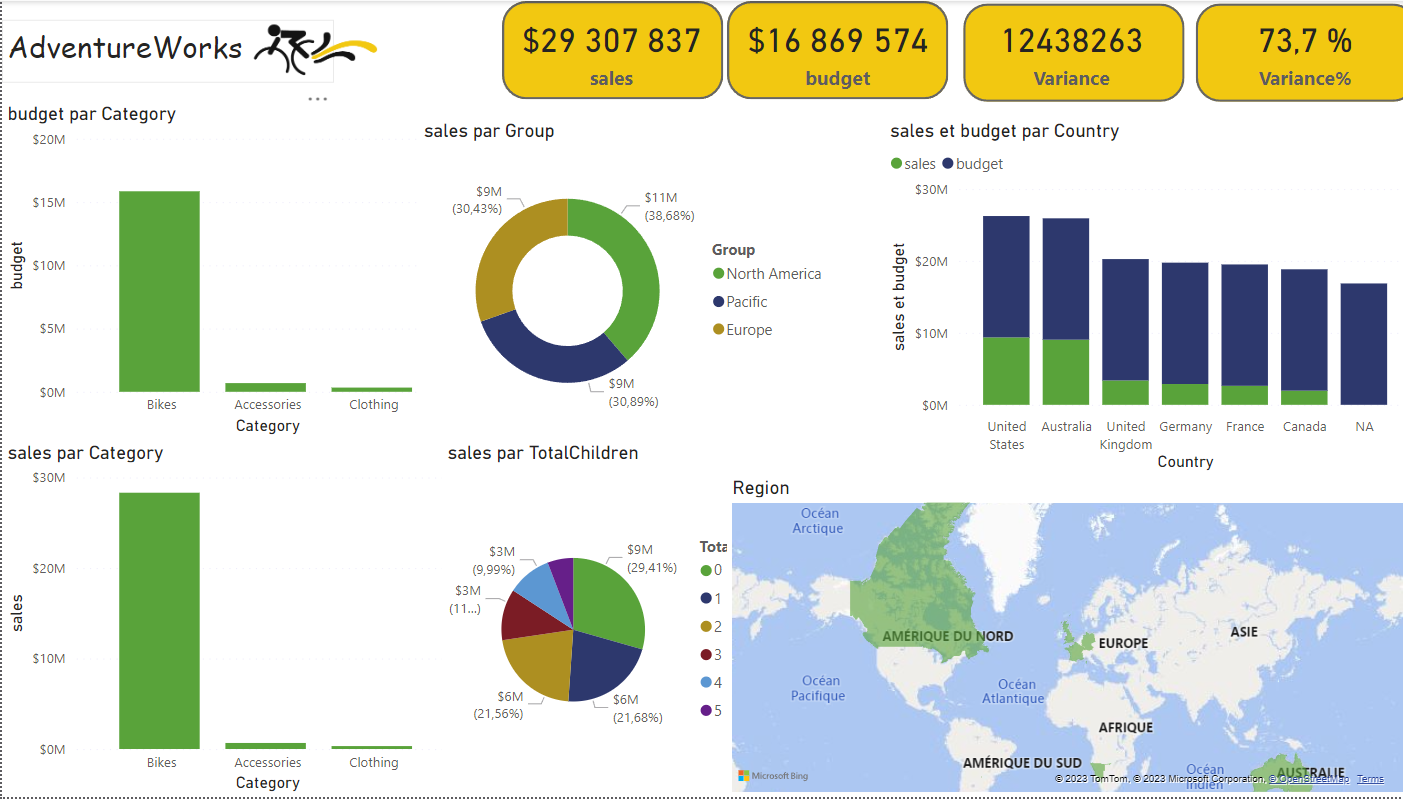 AdventureWorks
$29 307 837
sales
$16 869 574
budget
12438263
Variance
73,7 %
Variance%
budget par Category
$20M
$15M
$10M
$5M
$0M
budget
Bikes
Accessories
Clothing
Category
sales par Group
$9M
(30,43%)
$11M
(38,68%)
$9M
(30,89%)
Group
North America
Pacific
Europe
sales et budget par Country
sales
budget
$30M
$20M
$10M
$0M
sales et budget
United
States
Australia
United
Kingdom
Germany
France
Canada
NA
Country
sales par Category
$30M
$20M
$10M
$0M
sales
Bikes
Accessories
Clothing
Category
sales par TotalChildren
$3M
(9,99%)
$9M
(29,41%)
$3M
(11...)
$6M
(21,56%)
$6M
(21,68%)
Tota
0
1
2
3
4
5
Region
Océan
Arctique
AMÉRIQUE DU NORD
EUROPE
ASIE
Océan
Pacifique
Océan
Atlantique
AFRIQUE
AMÉRIQUE DU SUD
Océan
Indien
AUSTRALIE
Microsoft Bing
© 2023 TomTom, © 2023 Microsoft Corporation, © OpenStreetMap Terms